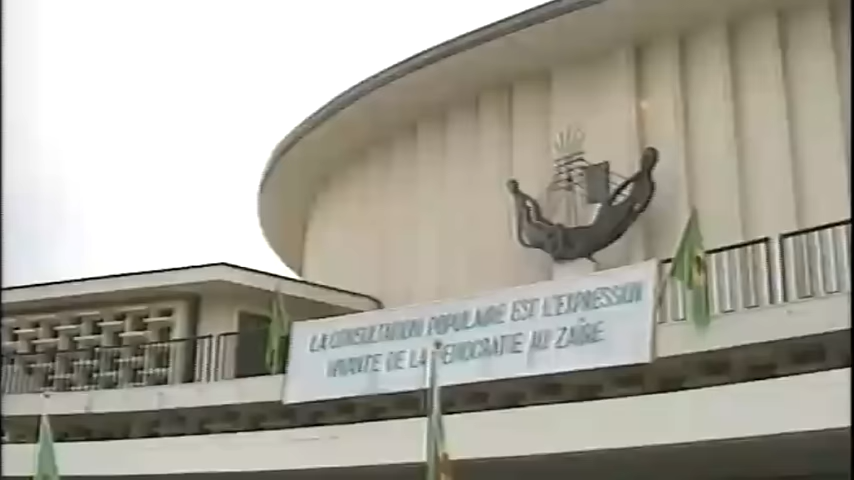 LA CONSULTATION POPULAIRE EST L'EXPRESSION
VIVANTE DE LA DEMOCRATIE AU ZAÏRE